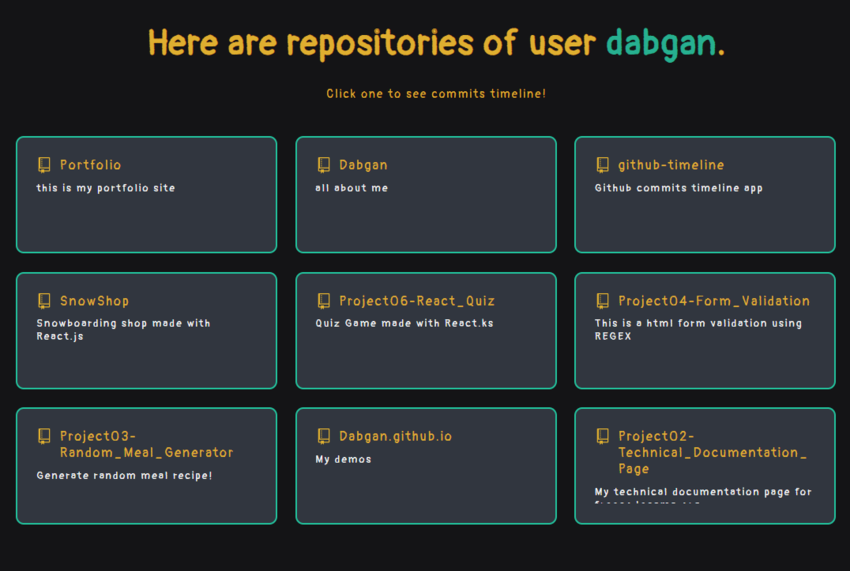 Here are repositories of user dabgan.
Click one to see commits timeline!
Portfolio
this is my portfolio site
Dabgan
all about me
github-timeline
Github commits timeline app
SnowShop
Snowboarding shop made with
React.js
Project06-React_Quiz
Quiz Game made with React.ks
Project04-Form_Validation
This is a html form validation using
REGEX
Project03-
Random_Meal_Generator
Generate random meal recipe!
Dabgan.github.io
My demos
Project02-
Technical_Documentation_
Page
My technical documentation page for